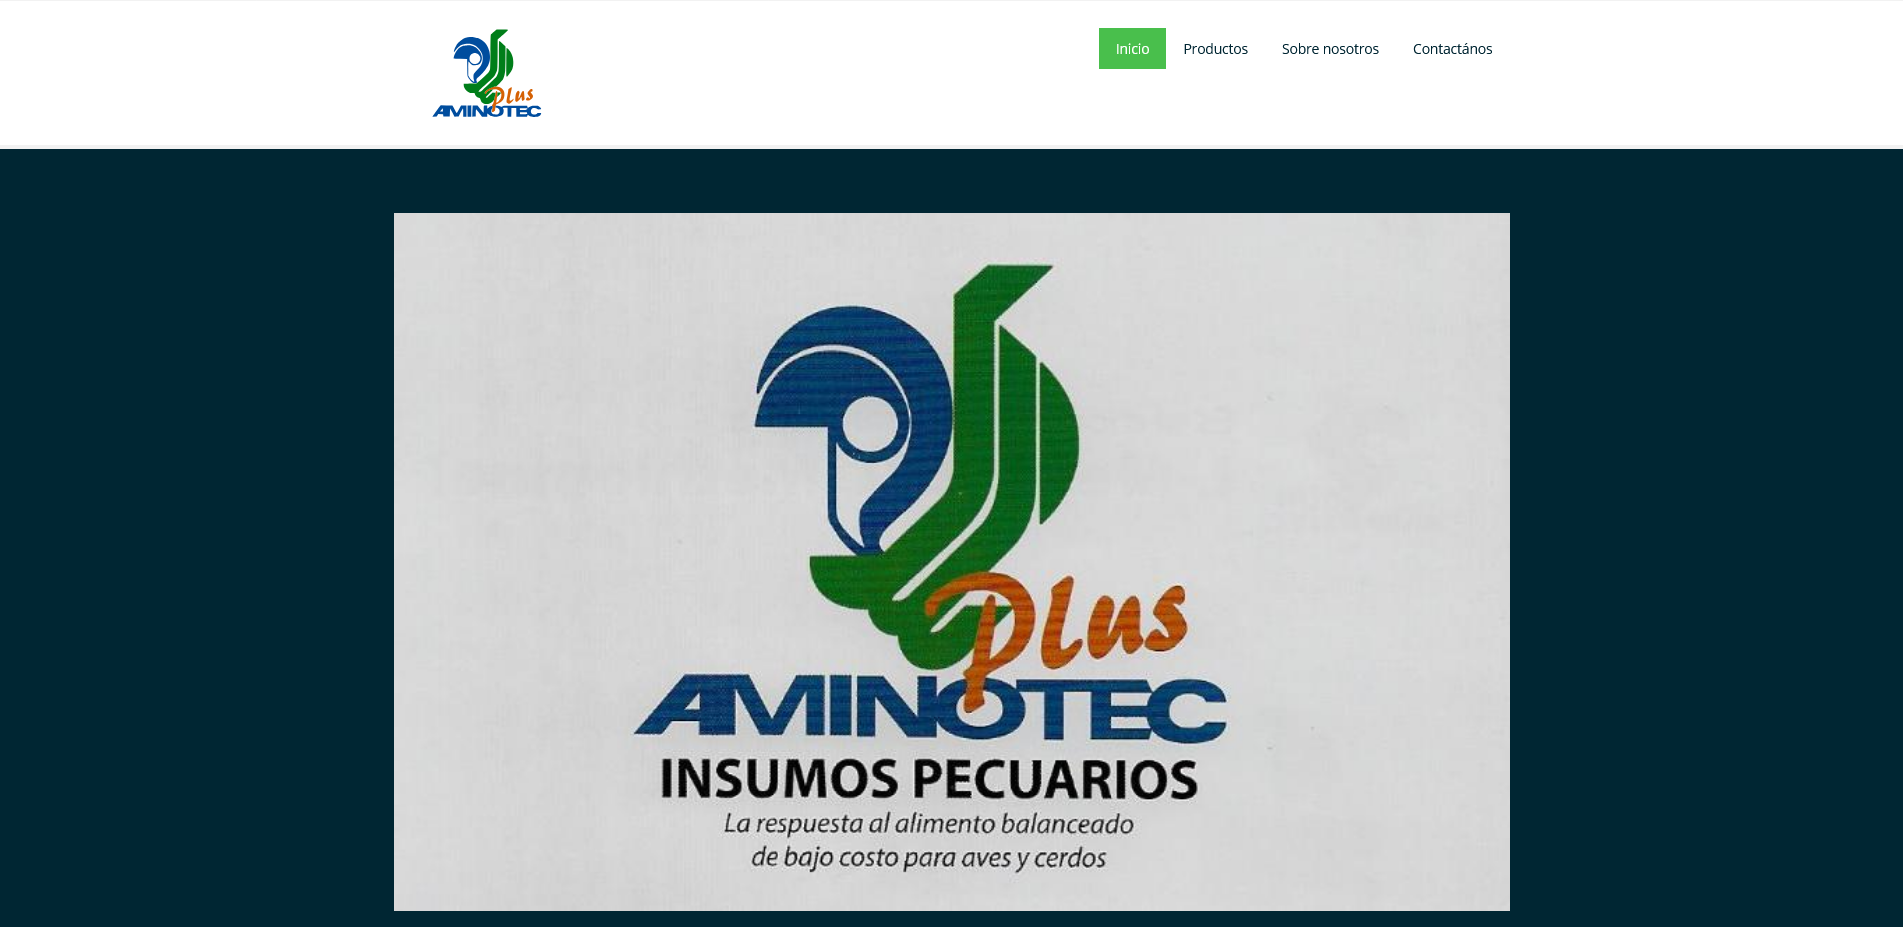 Plus
AMINOTEC
Inicio
Productos
Sobre nosotros
Contactános
Plus
AMINOTEC
INSUMOS PECUARIOS
La respuesta al alimento balanceado
de bajo costo para aves y cerdos